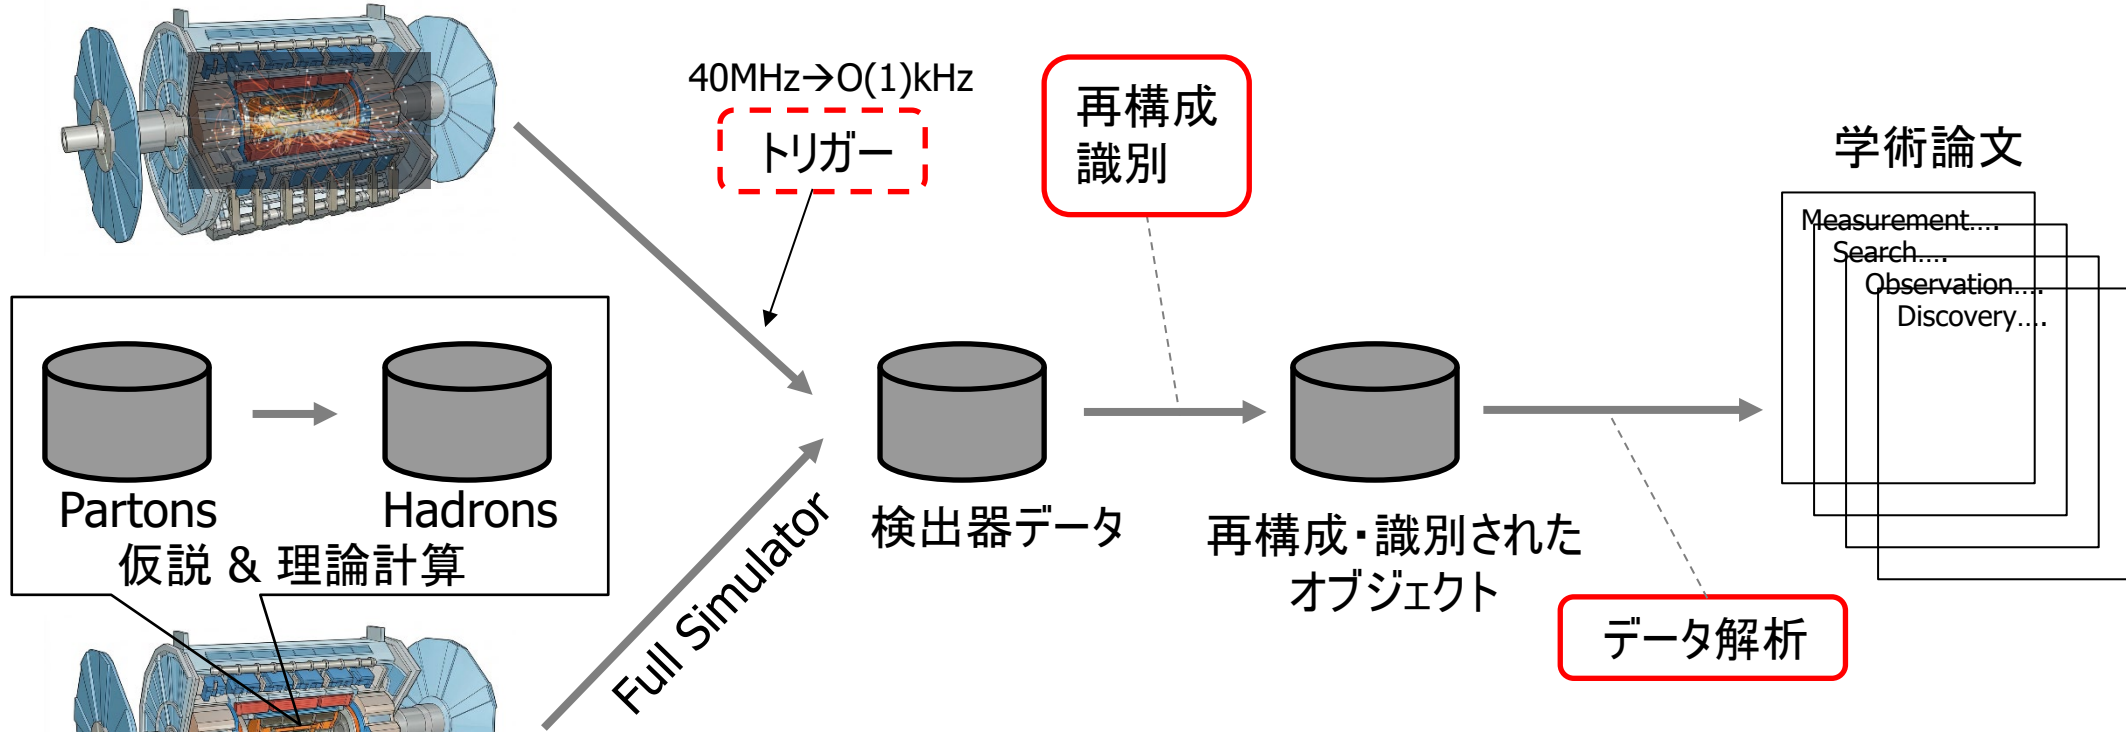 40MHz→O(1)kHz
トリガー
再構成
識別
学術論文
Measurement….
Search….
Observation….
Discovery….
Partons
Hadrons
仮説 & 理論計算
Full Simulator
検出器データ
再構成・識別された
オブジェクト
データ解析